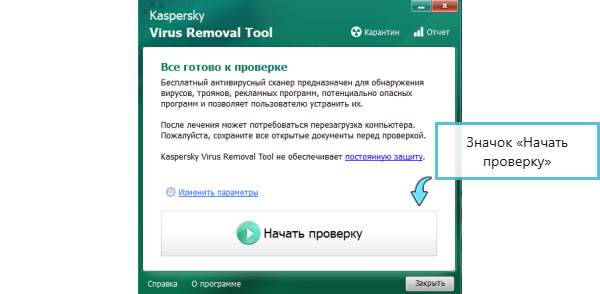 Kaspersky
Virus Removal Tool
Карантин
Отчет
Все готово к проверке
Бесплатный антивирусный сканер предназначен для обнаружения
вирусов, троянов, рекламных программ, потенциально опасных
программ и позволяет пользователю устранить их.
После лечения может потребоваться перезагрузка компьютера.
Пожалуйста, сохраните все открытые документы перед проверкой.
Kaspersky Virus Removal Tool не обеспечивает постоянную защиту.
Значок «Начать
проверку»
Изменить параметры
Начать проверку
Справка
О программе
Закрыть